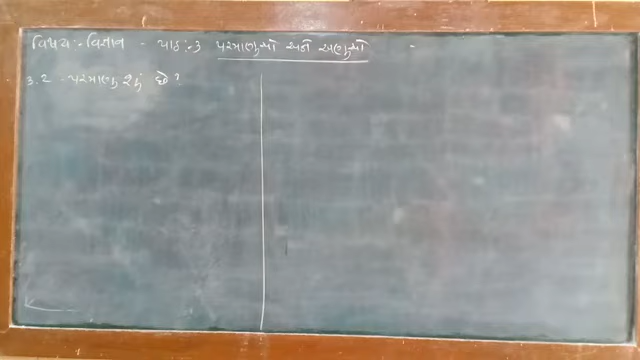 વિષય :- વિજ્ઞાન - પાઠ :- 3 પરમાણુઓ અને અણુઓ
3.2 - પરમાણુ શું છે ?